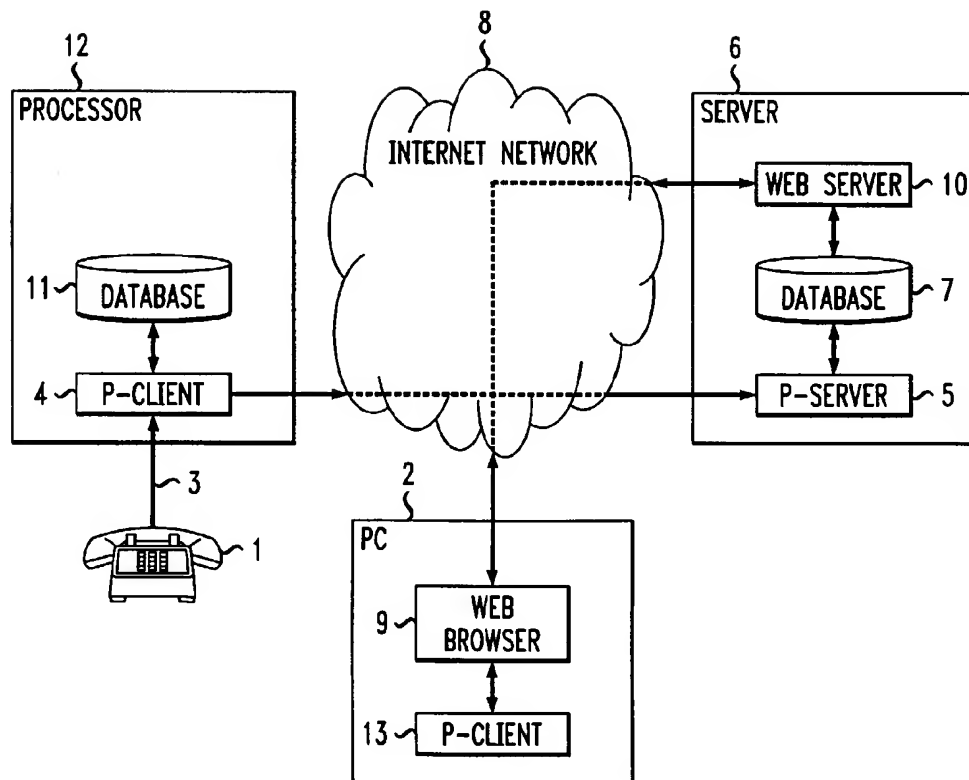 12
PROCESSOR
8
INTERNET NETWORK
6
SERVER
WEB SERVER
10
11
DATABASE
DATABASE
7
4
P-CLIENT
P-SERVER
5
3
1
2
PC
9
WEB
BROWSER
13
P-CLIENT